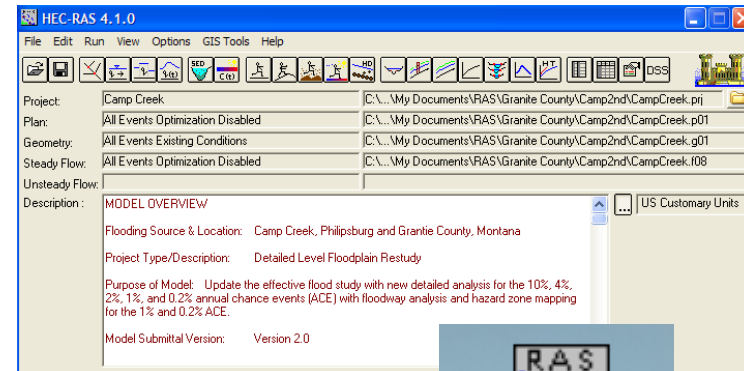 HEC-RAS 4.1.0
File Edit Run View Options GIS Tools Help
SED C(t) HD HT. DSS
Project: Camp Creek C:\...\My Documents\RAS\Granite County\Camp2nd\CampCreek.prj
Plan: All Events Optimization Disabled C:\...\My Documents\RAS\Granite County\Camp2nd\CampCreek.p01
Geometry: All Events Existing Conditions C:\...\My Documents\RAS\Granite County\Camp2nd\CampCreek.g01
Steady Flow: All Events Optimization Disabled C:\...\My Documents\RAS\Granite County\Camp2nd\CampCreek.f08
Unsteady Flow:
Description : MODEL OVERVIEW ... US Customary Units
Flooding Source & Location: Camp Creek, Philipsburg and Grantie County, Montana
Project Type/Description: Detailed Level Floodplain Restudy
Purpose of Model: Update the effective flood study with new detailed analysis for the 10%, 4%,
2%, 1%, and 0.2% annual chance events (ACE) with floodway analysis and hazard zone mapping
for the 1% and 0.2% ACE.
Model Submittal Version: Version 2.0
RAS